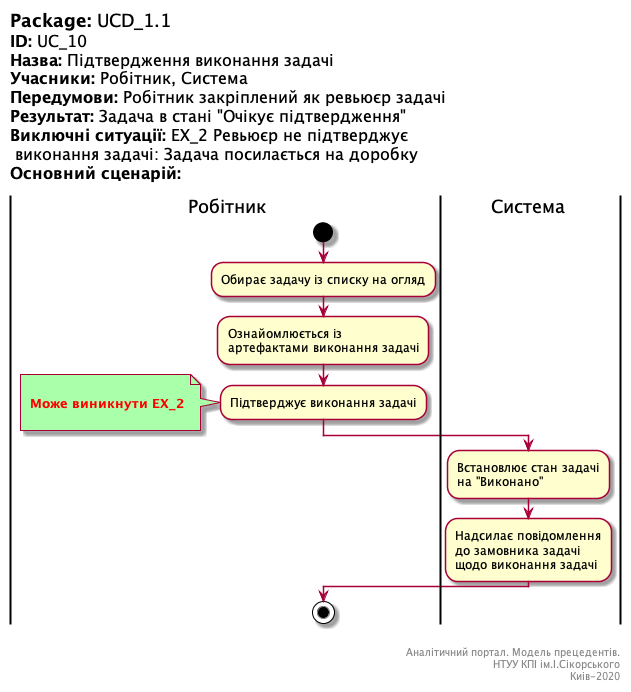 Package: UCD_1.1
ID: UC_10
Назва: Підтвердження виконання задачі
Учасники: Робітник, Система
Передумови: Робітник закріплений як ревьюєр задачі
Результат: Задача в стані "Очікує підтвердження"
Виключні ситуації: EX_2 Ревьюєр не підтверджує
виконання задачі: Задача посилається на доробку
Основний сценарій:
Робітник
Система
Обирає задачу із списку на огляд
Ознайомлюється із
артефактами виконання задачі
Може виникнути EX_2
Підтверджує виконання задачі
Встановлює стан задачі
на "Виконано"
Надсилає повідомлення
до замовника задачі
щодо виконання задачі
Аналітичний портал. Модель прецедентів.
НТУУ КПІ ім.І.Сікорського
Київ-2020